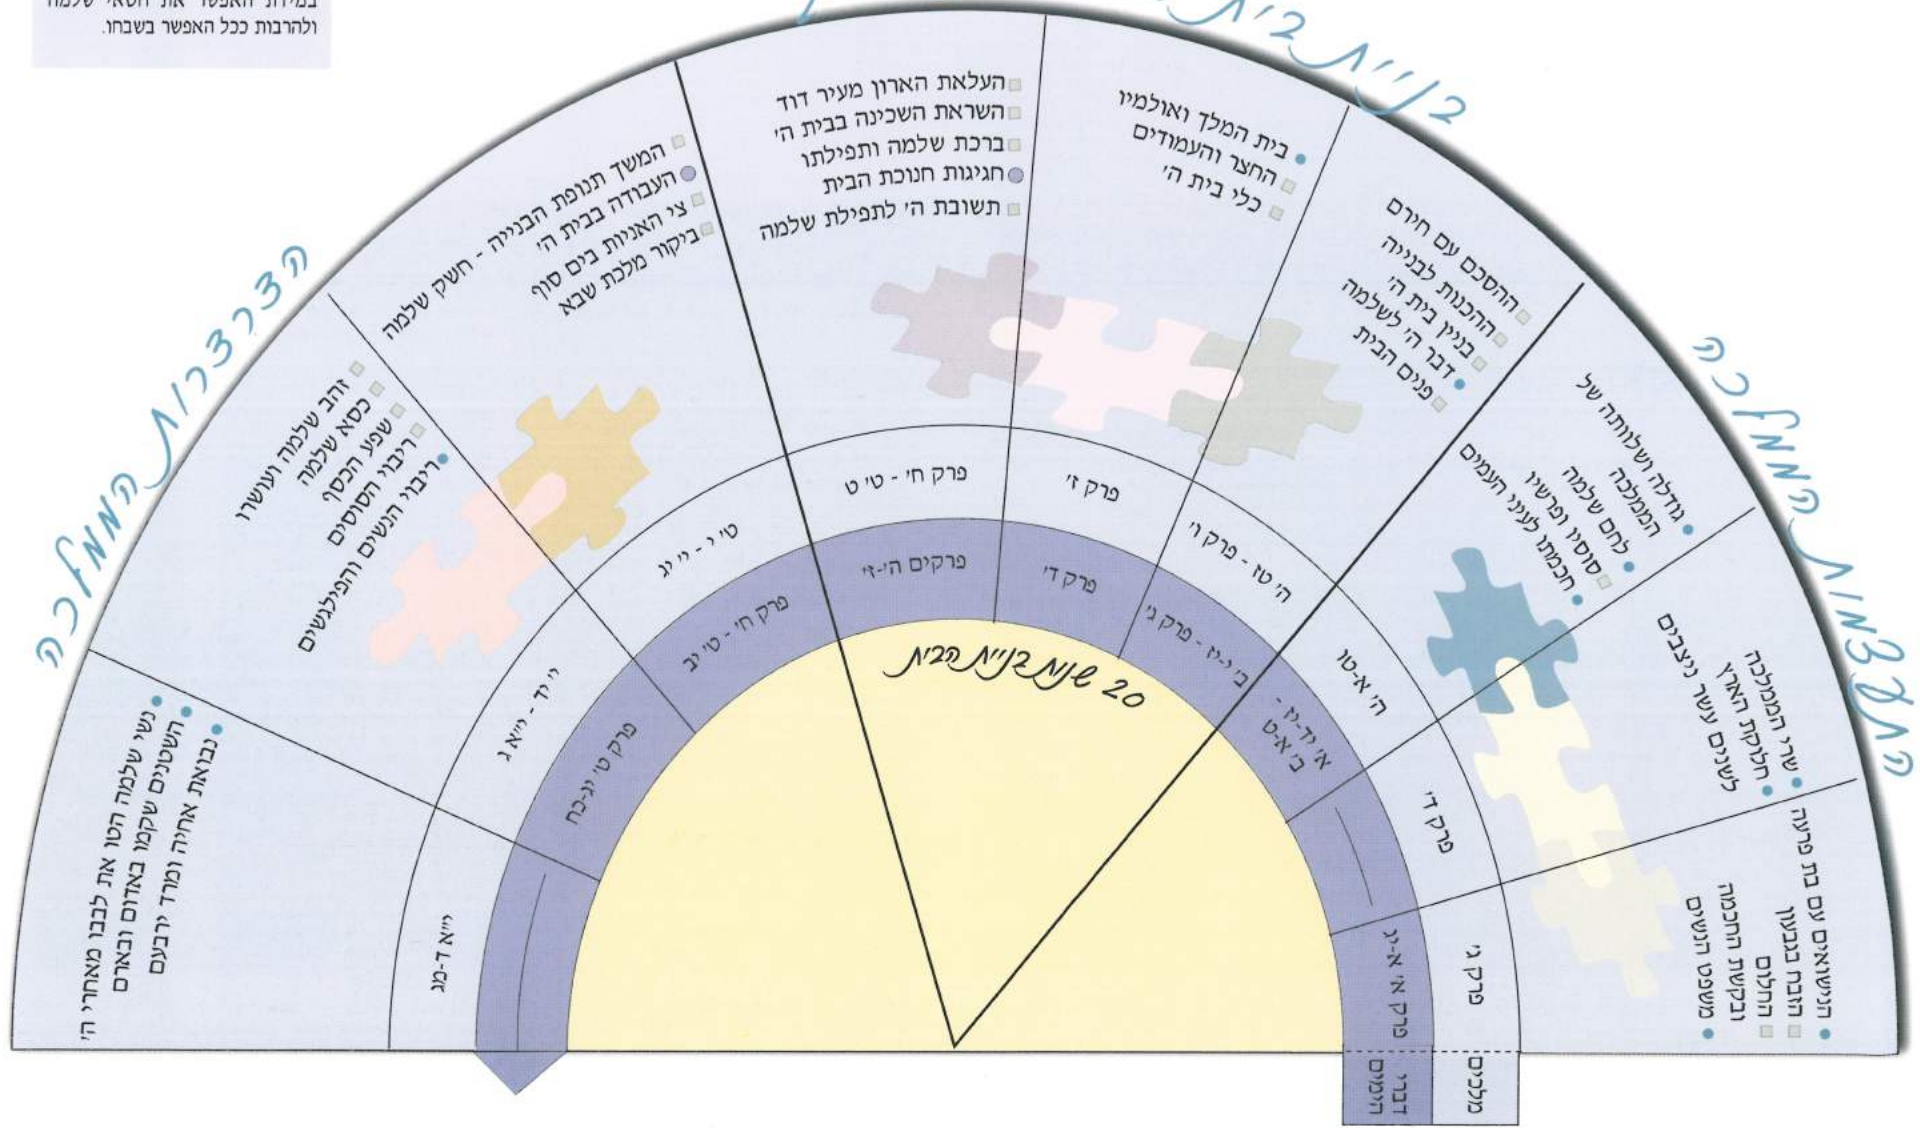 ולהרבות ככל האפשר בשבחו.
בניית בית
התעצמות הממלכה
הנישואים עם בת פרעה
הזבח בגבעון
החלום
ובקשת החכמה
משפט הנשים
שרי הממלכה
חלוקת הארץ
לשנים עשר ניצבים
גודלה ושלוותה של
הממלכה
לחם שלמה
סוסיו ופרשיו
חכמתו לעיני העמים
ההסכם עם חירם
ההכנות לבנייה
בניין בית ה'
דבר ה' לשלמה
פנים הבית
בית המלך ואולמיו
החצר והעמודים
כלי בית ה'
העלאת הארון מעיר דוד
השראת השכינה בבית ה'
ברכת שלמה ותפילתו
חגיגות חנוכת הבית
תשובת ה' לתפילת שלמה
המשך תנופת הבנייה - חשק שלמה
העבודה בבית ה'
צי האניות בים סוף
ביקור מלכת שבא
הדרדרות הממלכה
זהב שלמה ועושרו
כסא שלמה
שפע הכסף
ריבוי הסוסים
ריבוי הנשים והפילגשים
נשי שלמה הטו את לבבו מאחרי ה'
השטנים שקמו באדום ובארם
נבואת אחיה ומרד ירבעם
מלכים
פרק ג'
פרק ד'
ה' א-טו
ה' טז - פרק ו'
פרק ז'
פרק ח' - ט' ט
ט' י - י' יג
י' יד - י"א ג
י"א ד-מג
דברי
הימים
פרק א' א-יג
א' יד-יז -
ב' א-ט
ב' י-יז - פרק ג'
פרק ד'
פרקים ה'-ז'
פרק ח' - ט' יב
פרק ט' יג-כח
20 שנות בניית הבית